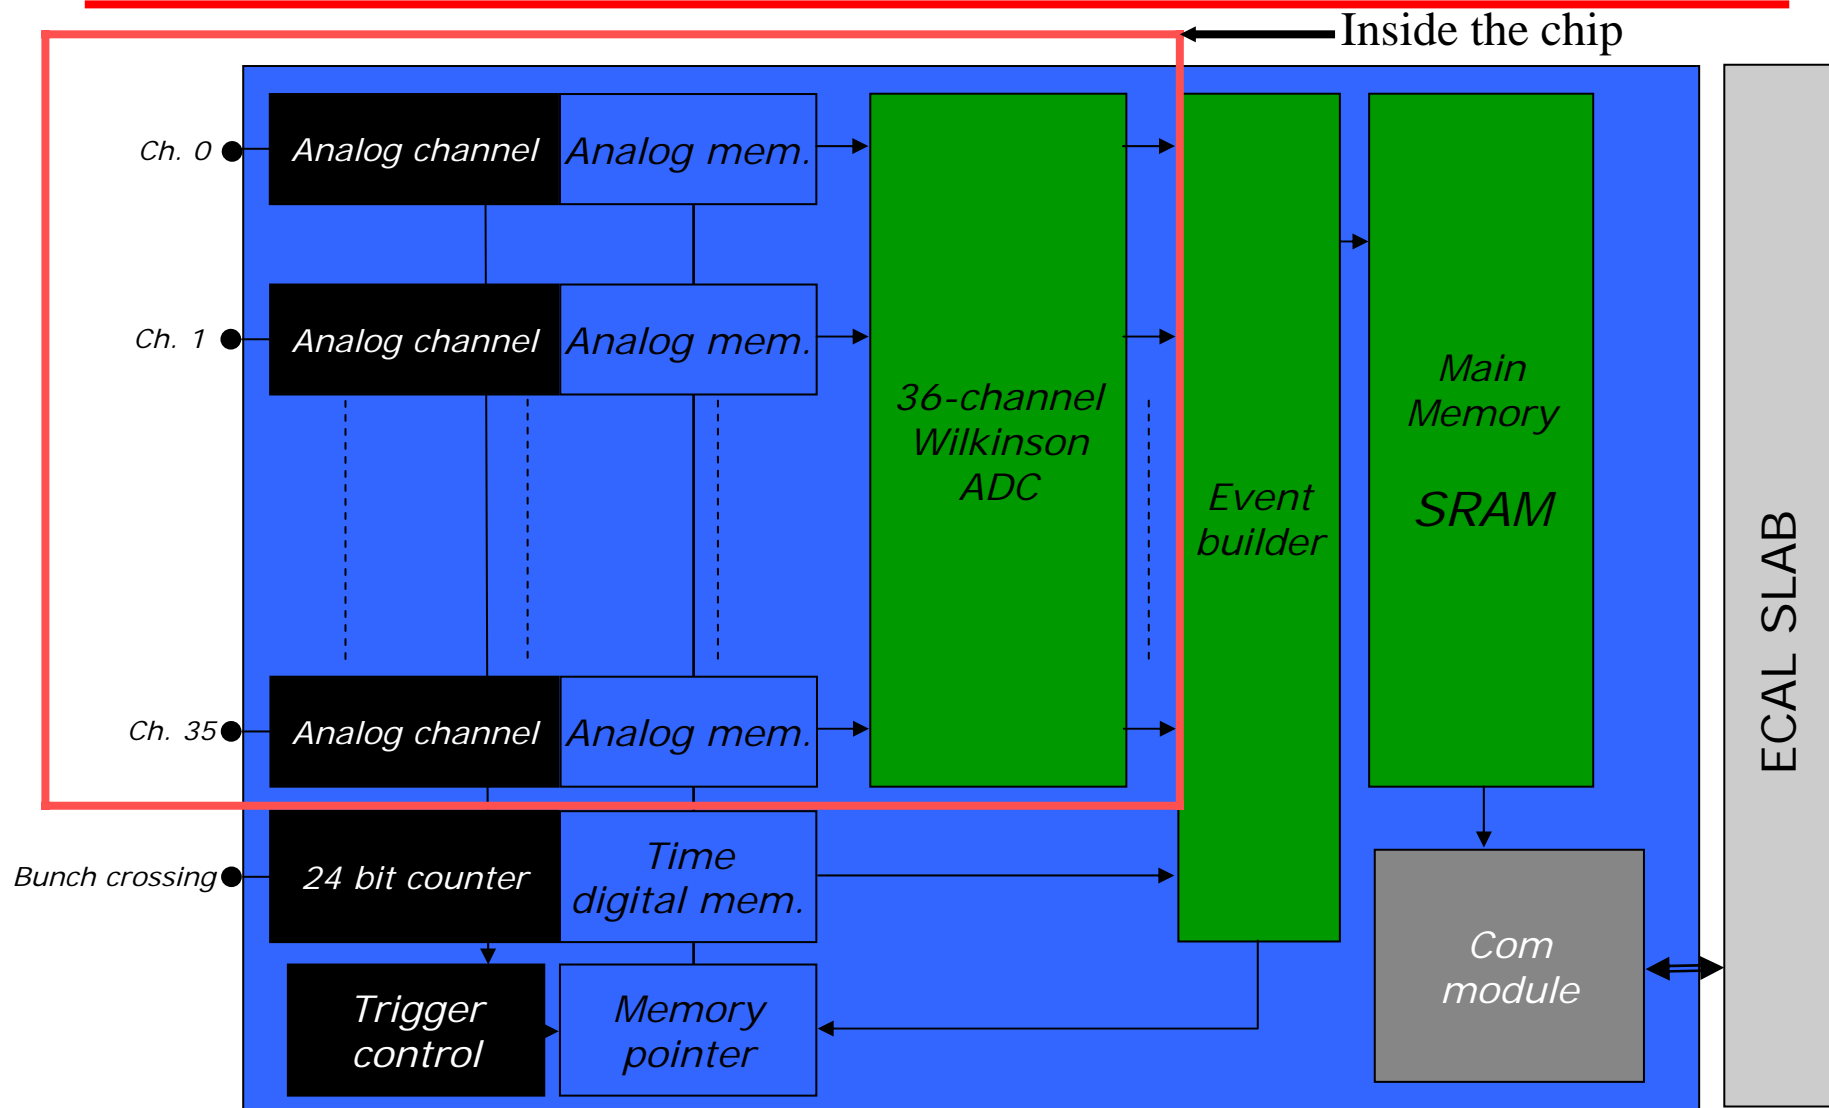 Inside the chip
Ch. 0
Analog channel
Analog mem.
Ch. 1
Analog channel
Analog mem.
36-channel
Wilkinson
ADC
Event
builder
Main
Memory
SRAM
ECAL SLAB
Ch. 35
Analog channel
Analog mem.
Bunch crossing
24 bit counter
Time
digital mem.
Trigger
control
Memory
pointer
Com
module